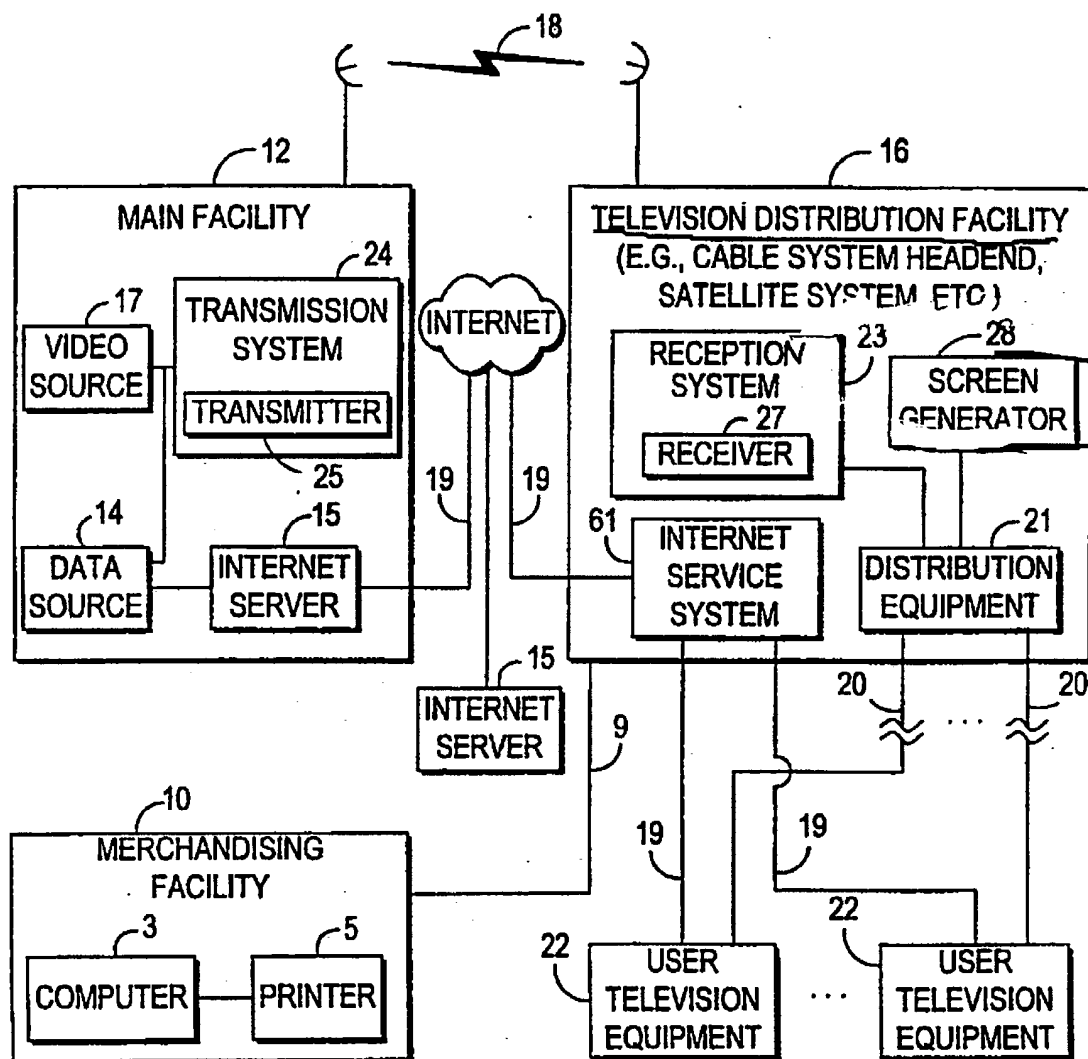 18
12
MAIN FACILITY
24
TRANSMISSION
SYSTEM
TRANSMITTER
25
17
VIDEO
SOURCE
14
DATA
SOURCE
15
INTERNET
SERVER
INTERNET
19
19
15
INTERNET
SERVER
16
TELEVISION DISTRIBUTION FACILITY
(E.G., CABLE SYSTEM HEADEND,
SATELLITE SYSTEM, ETC.)
RECEPTION
SYSTEM
23
27
RECEIVER
28
SCREEN
GENERATOR
61
INTERNET
SERVICE
SYSTEM
21
DISTRIBUTION
EQUIPMENT
20
...
20
9
19
19
10
MERCHANDISING
FACILITY
3
COMPUTER
5
PRINTER
22
USER
TELEVISION
EQUIPMENT
...
22
USER
TELEVISION
EQUIPMENT